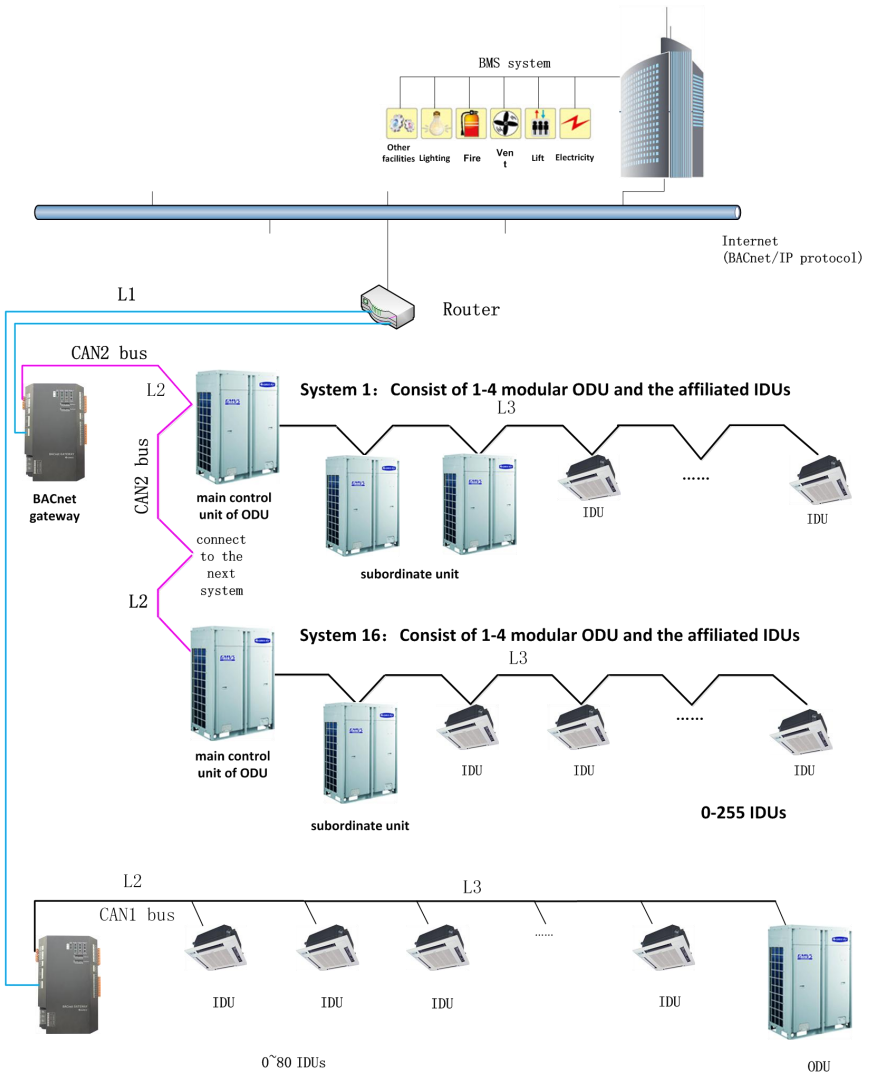 BMS system
Other
facilities
Lighting
Fire
Ven
t
Lift
Electricity
Internet
(BACnet/IP protocol)
L1
Router
CAN2 bus
L2
System 1: Consist of 1-4 modular ODU and the affiliated IDUs
L3
CAN2 bus
BACnet
gateway
main control
unit of ODU
IDU
......
IDU
connect
to the
next
system
subordinate unit
L2
System 16: Consist of 1-4 modular ODU and the affiliated IDUs
L3
main control
unit of ODU
IDU
IDU
......
IDU
subordinate unit
0-255 IDUs
L2
L3
CAN1 bus
......
IDU
IDU
IDU
IDU
0~80 IDUs
ODU